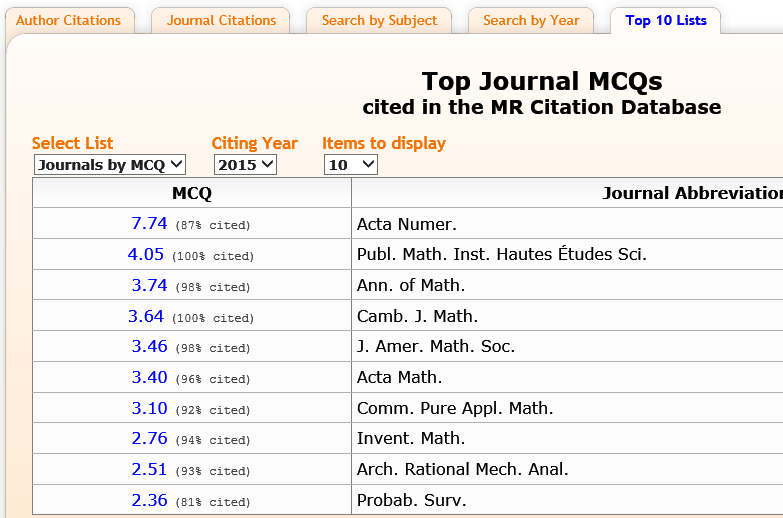 Author Citations Journal Citations Search by Subject Search by Year Top 10 Lists
Top Journal MCQs
cited in the MR Citation Database
Select List Citing Year Items to display
Journals by MCQ 2015 10
MCQ Journal Abbreviation
7.74 (87% cited) Acta Numer.
4.05 (100% cited) Publ. Math. Inst. Hautes Études Sci.
3.74 (98% cited) Ann. of Math.
3.64 (100% cited) Camb. J. Math.
3.46 (98% cited) J. Amer. Math. Soc.
3.40 (96% cited) Acta Math.
3.10 (92% cited) Comm. Pure Appl. Math.
2.76 (94% cited) Invent. Math.
2.51 (93% cited) Arch. Rational Mech. Anal.
2.36 (81% cited) Probab. Surv.